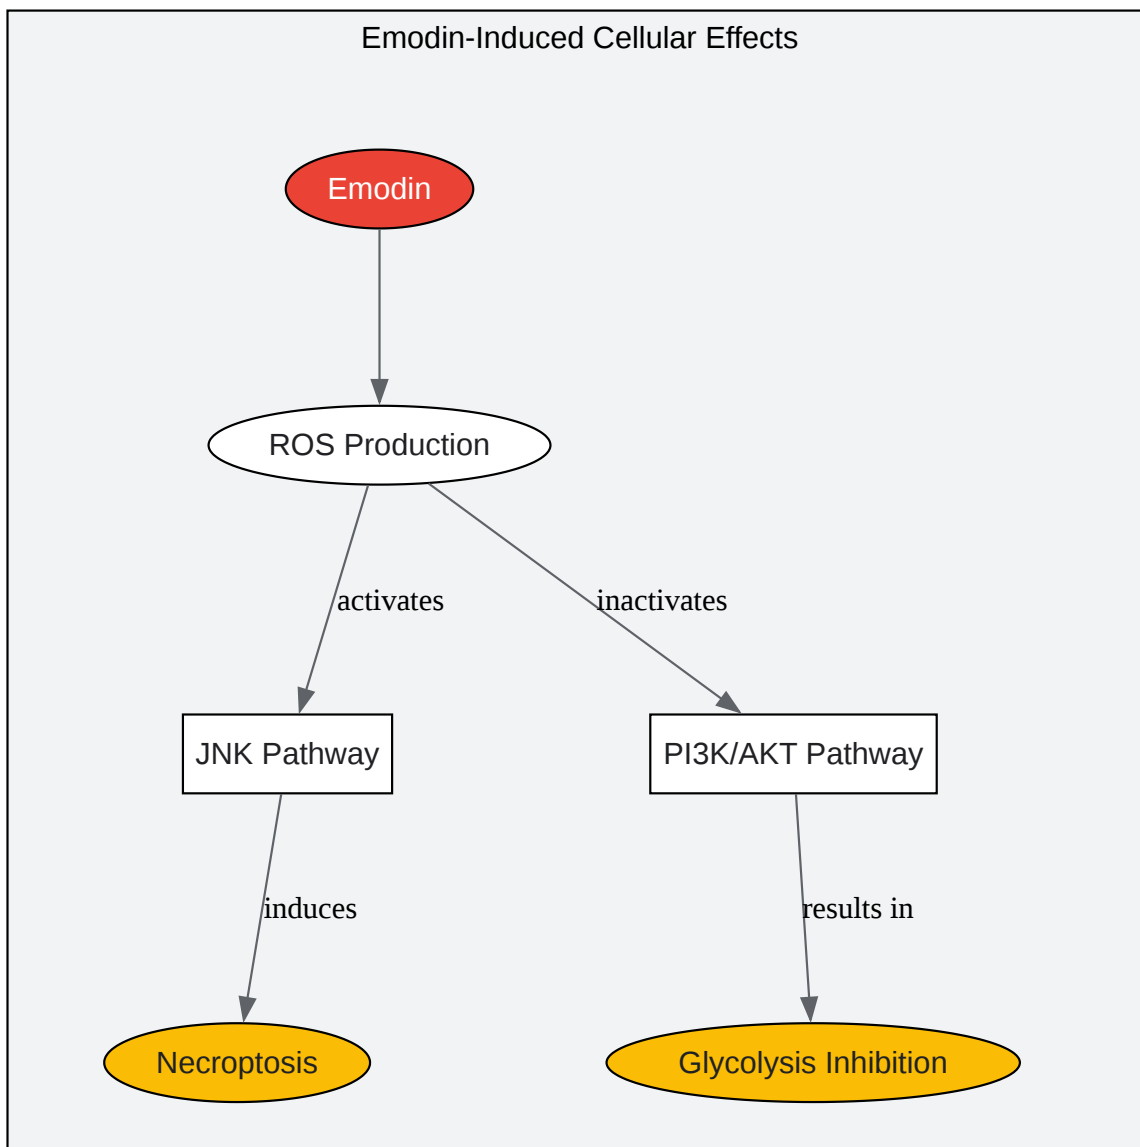 Emodin-Induced Cellular Effects
Emodin
ROS Production
activates
inactivates
JNK Pathway
PI3K/AKT Pathway
induces
results in
Necroptosis
Glycolysis Inhibition